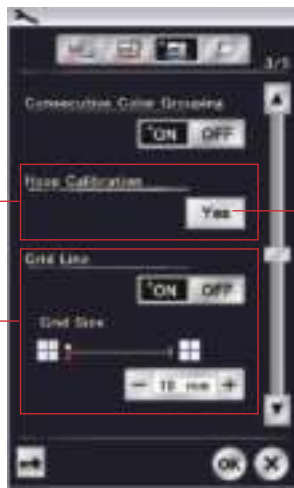 3/5
Consecutive Color Grouping
ON OFF
Hoop Calibration
Yes
Grid Line
ON OFF
Grid Size
− 10 mm +
OK